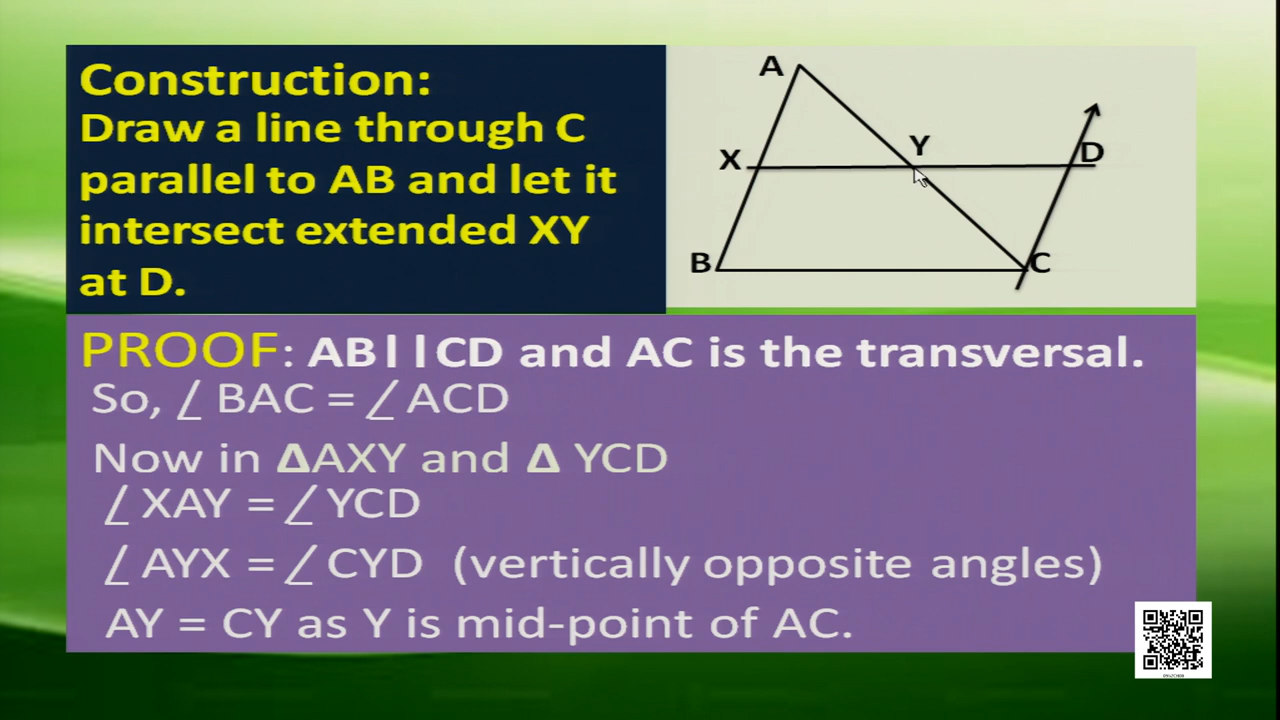 Construction:
Draw a line through C
parallel to AB and let it
intersect extended XY
at D.
A
X
Y
D
B
C
PROOF: AB||CD and AC is the transversal.
So, ∠BAC = ∠ACD
Now in ΔAXY and Δ YCD
∠XAY = ∠YCD
∠AYX = ∠CYD (vertically opposite angles)
AY = CY as Y is mid-point of AC.